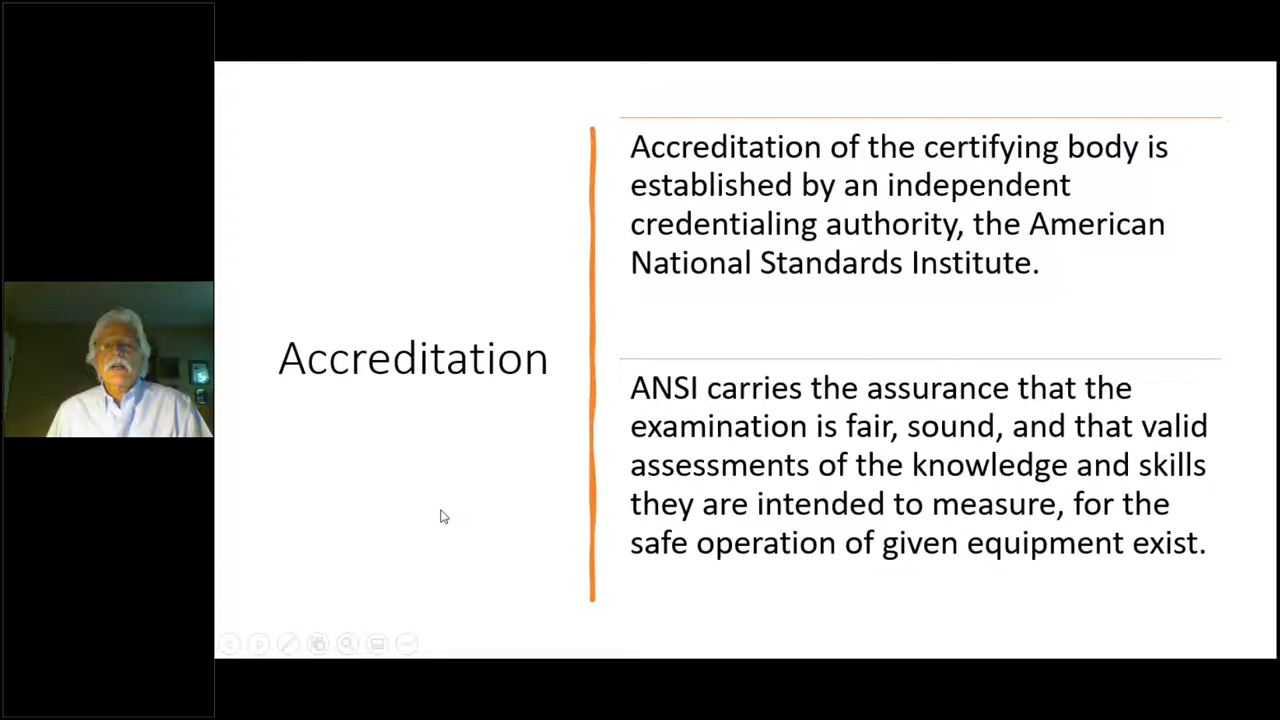 Accreditation
Accreditation of the certifying body is
established by an independent
credentialing authority, the American
National Standards Institute.
ANSI carries the assurance that the
examination is fair, sound, and that valid
assessments of the knowledge and skills
they are intended to measure, for the
safe operation of given equipment exist.